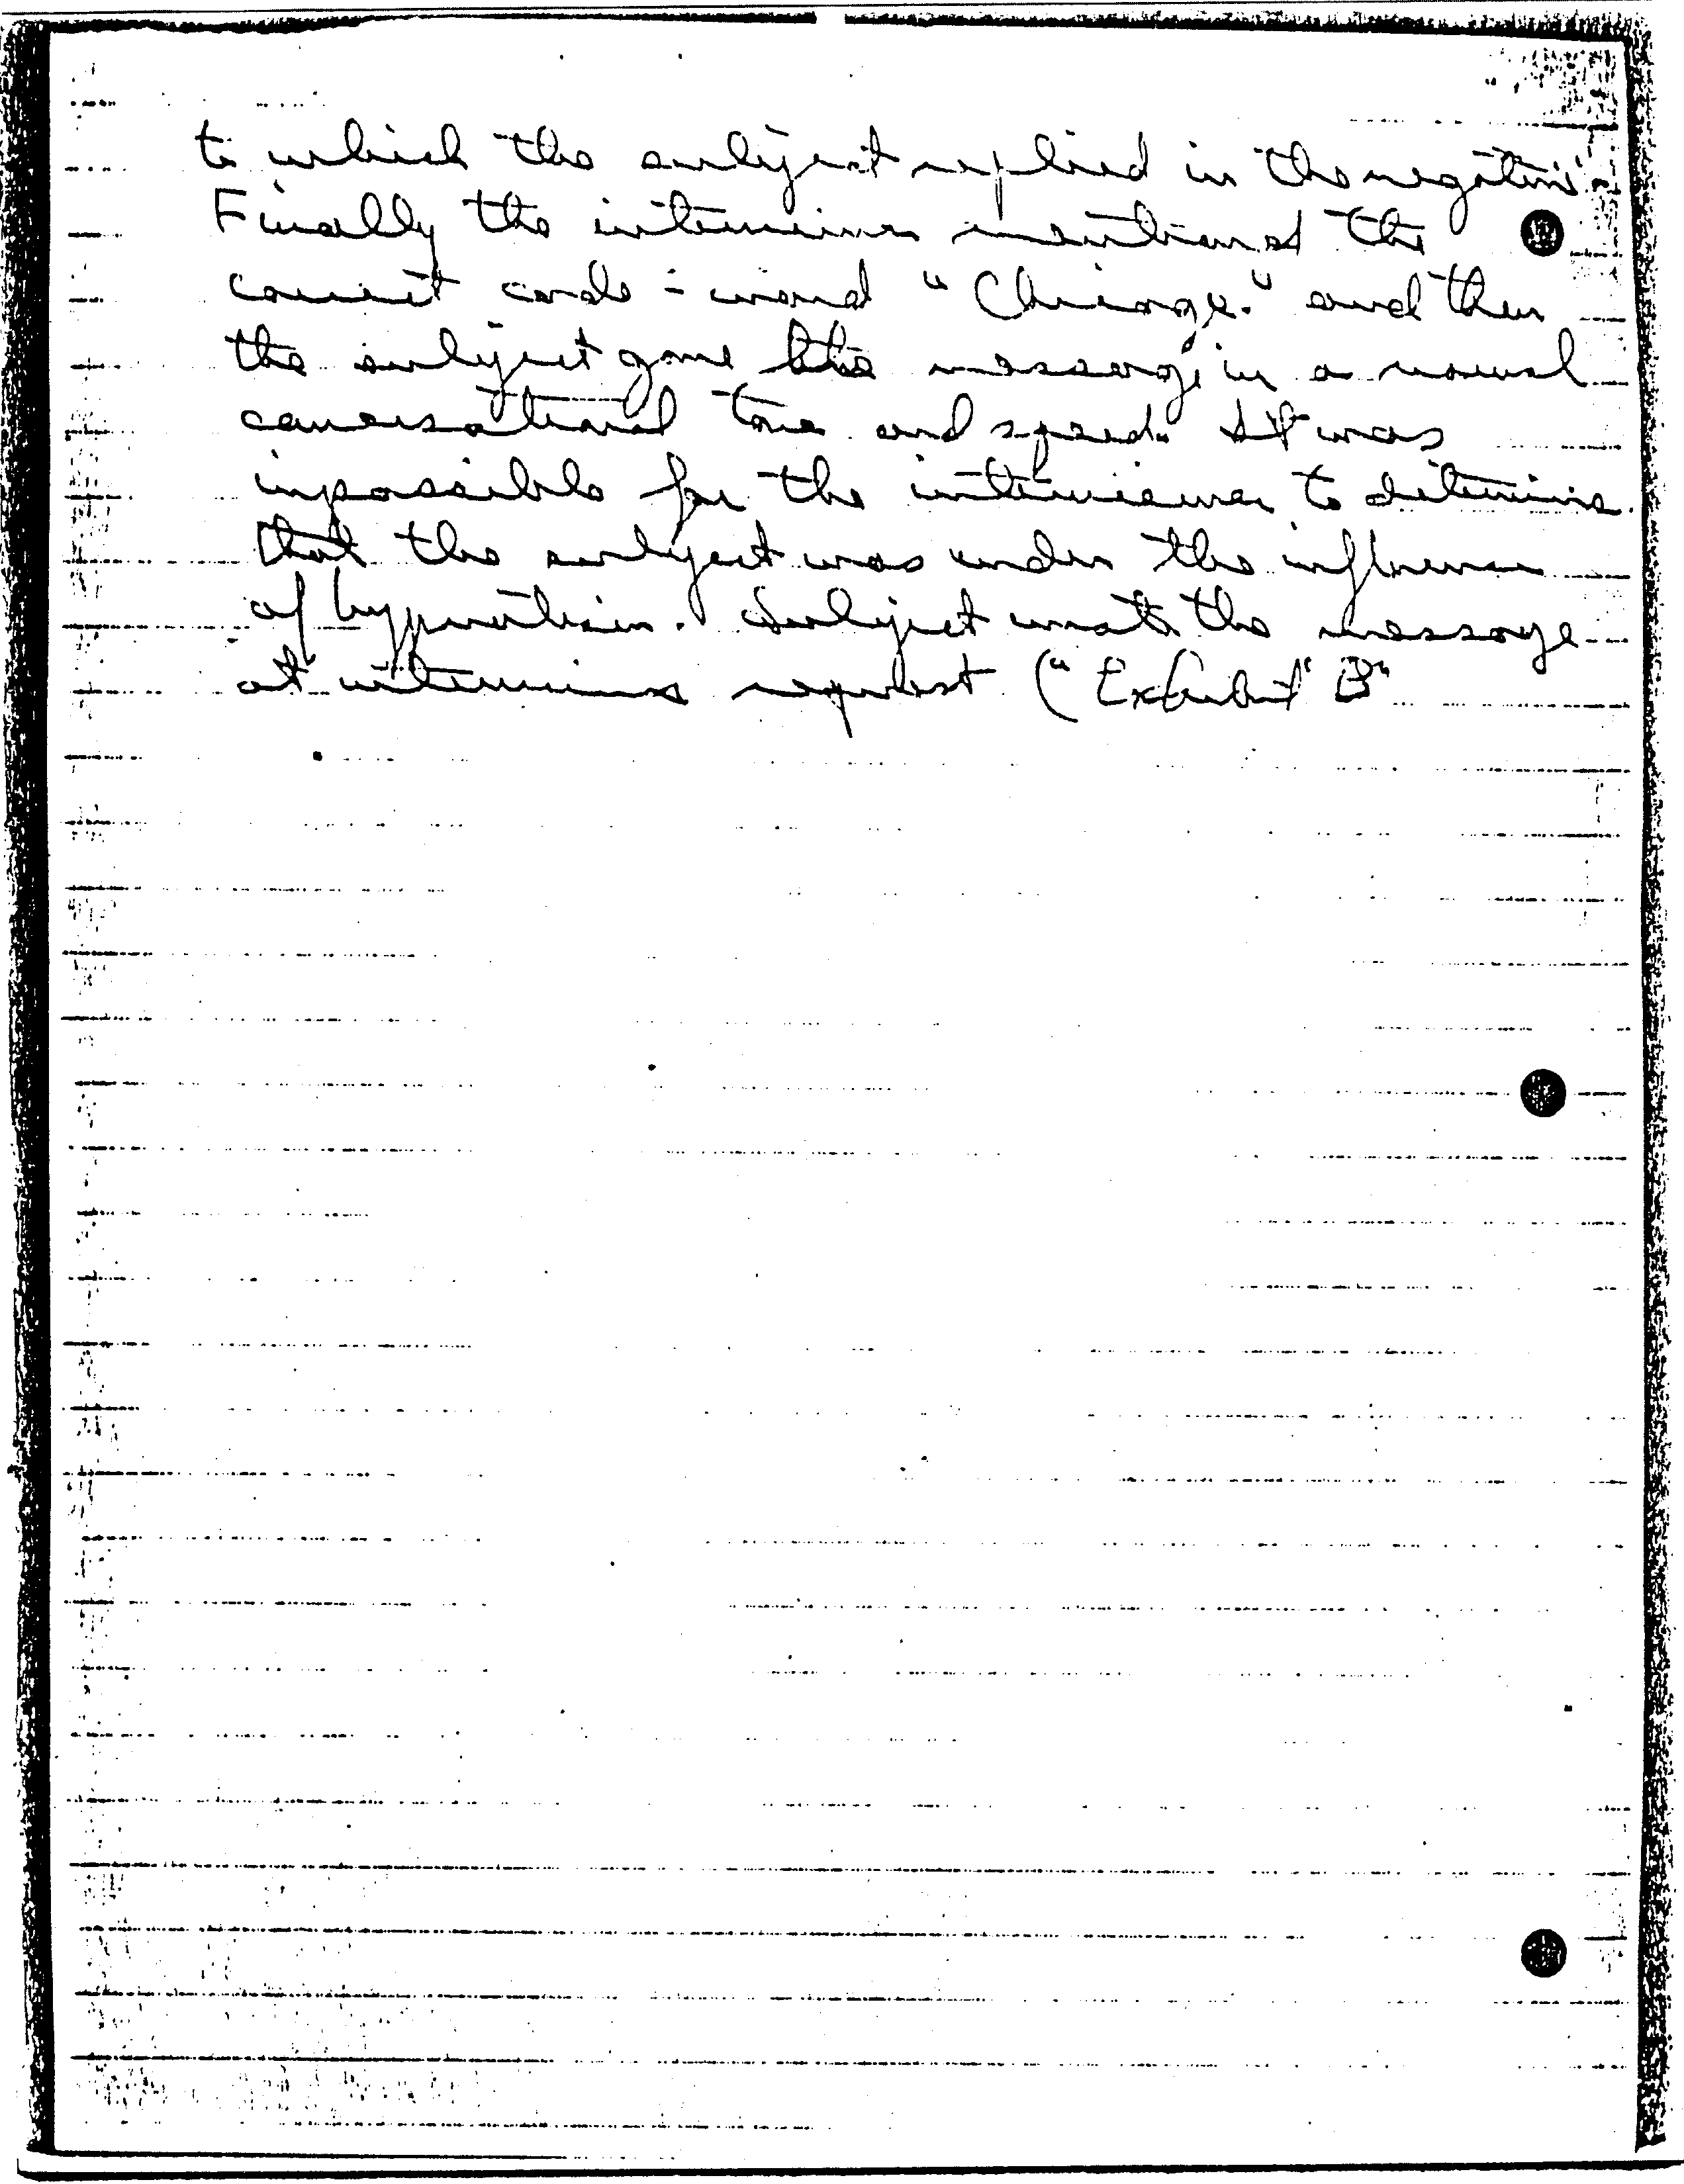 to which the subject replied in the negative.
Finally the interviewer mentioned the
correct code-word "Chicago." and then
the subject gave the message in a normal
conversational tone and speed. It was
impossible for the interviewer to determine
that the subject was under the influence
of hypnotism. Subject wrote the message
at interviewers request ("Exhibit" B"